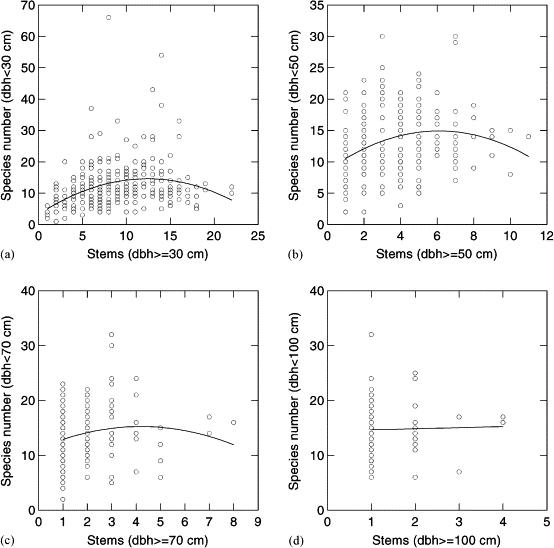 70
60
50
40
30
20
10
0
Species number (dbh<30 cm)
0 5 10 15 20 25
(a) Stems (dbh>=30 cm)
35
30
25
20
15
10
5
0
Species number (dbh<50 cm)
0 2 4 6 8 10 12
(b) Stems (dbh>=50 cm)
40
30
20
10
0
Species number (dbh<70 cm)
0 1 2 3 4 5 6 7 8 9
(c) Stems (dbh>=70 cm)
40
30
20
10
0
Species number (dbh<100 cm)
0 1 2 3 4 5
(d) Stems (dbh>=100 cm)